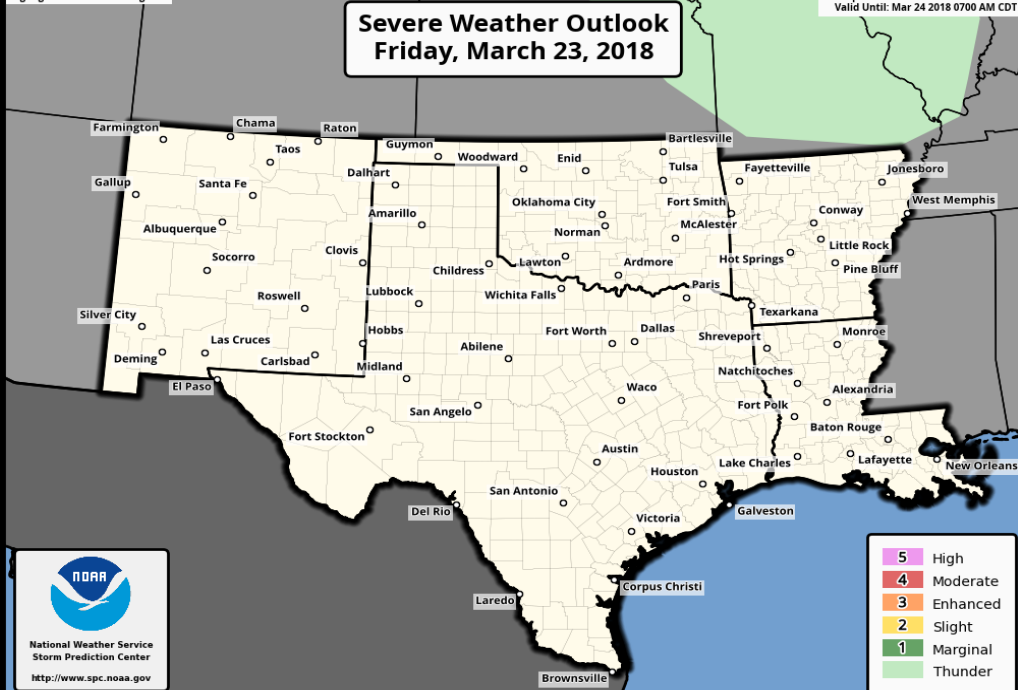 Valid Until: Mar 24 2018 0700 AM CDT
Severe Weather Outlook
Friday, March 23, 2018
Farmington
Chama
Raton
Taos
Guymon
Woodward
Enid
Bartlesville
Tulsa
Fayetteville
Jonesboro
Gallup
Santa Fe
Dalhart
Oklahoma City
Fort Smith
West Memphis
Albuquerque
Amarillo
Norman
McAlester
Conway
Little Rock
Socorro
Clovis
Childress
Lawton
Ardmore
Hot Springs
Pine Bluff
Roswell
Lubbock
Wichita Falls
Paris
Texarkana
Silver City
Las Cruces
Hobbs
Fort Worth
Dallas
Shreveport
Monroe
Deming
Carlsbad
Midland
Abilene
Natchitoches
El Paso
Waco
Alexandria
San Angelo
Fort Polk
Fort Stockton
Baton Rouge
Austin
Houston
Lake Charles
Lafayette
New Orleans
San Antonio
Del Rio
Galveston
Victoria
Laredo
Corpus Christi
Brownsville
NOAA
National Weather Service
Storm Prediction Center
http://www.spc.noaa.gov
5 High
4 Moderate
3 Enhanced
2 Slight
1 Marginal
Thunder